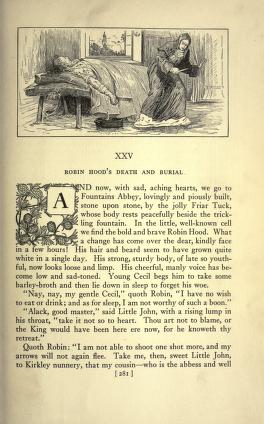 XXV
ROBIN HOOD'S DEATH AND BURIAL
AND now, with sad, aching hearts, we go to
Fountains Abbey, lovingly and piously built,
stone upon stone, by the jolly Friar Tuck,
whose body rests peacefully beside the trick-
ling fountain. In the little, well-known cell
we find the bold and brave Robin Hood. What
a change has come over the dear, kindly face
in a few hours! His hair and beard seem to have grown quite
white in a single day. His strong, sturdy body, of late so youth-
ful, now looks loose and limp. His cheerful, manly voice has be-
come low and sad-toned. Young Cecil begs him to take some
barley-broth and then lie down in sleep to forget his woe.
"Nay, nay, my gentle Cecil," quoth Robin, "I have no wish
to eat or drink; and as for sleep, I am not worthy of such a boon."
"Alack, good master," said Little John, with a rising lump in
his throat, "take it not so to heart. Thou art not to blame, or
the King would have been here ere now, for he knoweth thy
retreat."
Quoth Robin: "I am not able to shoot one shot more, and my
arrows will not again flee. Take me, then, sweet Little John,
to Kirkley nunnery, that my cousin—who is the abbess and well
[ 281 ]